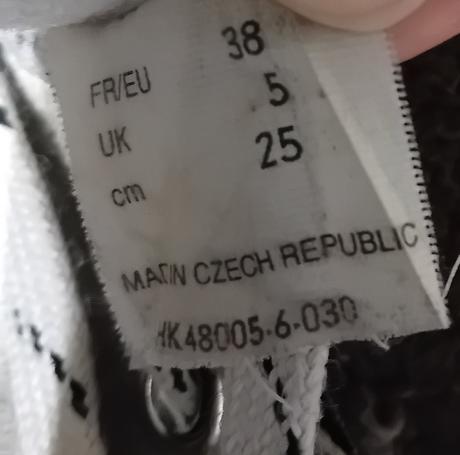 FR/EU 38
UK 5
cm 25
CZECH REPUBLIC
HK48005-6-030